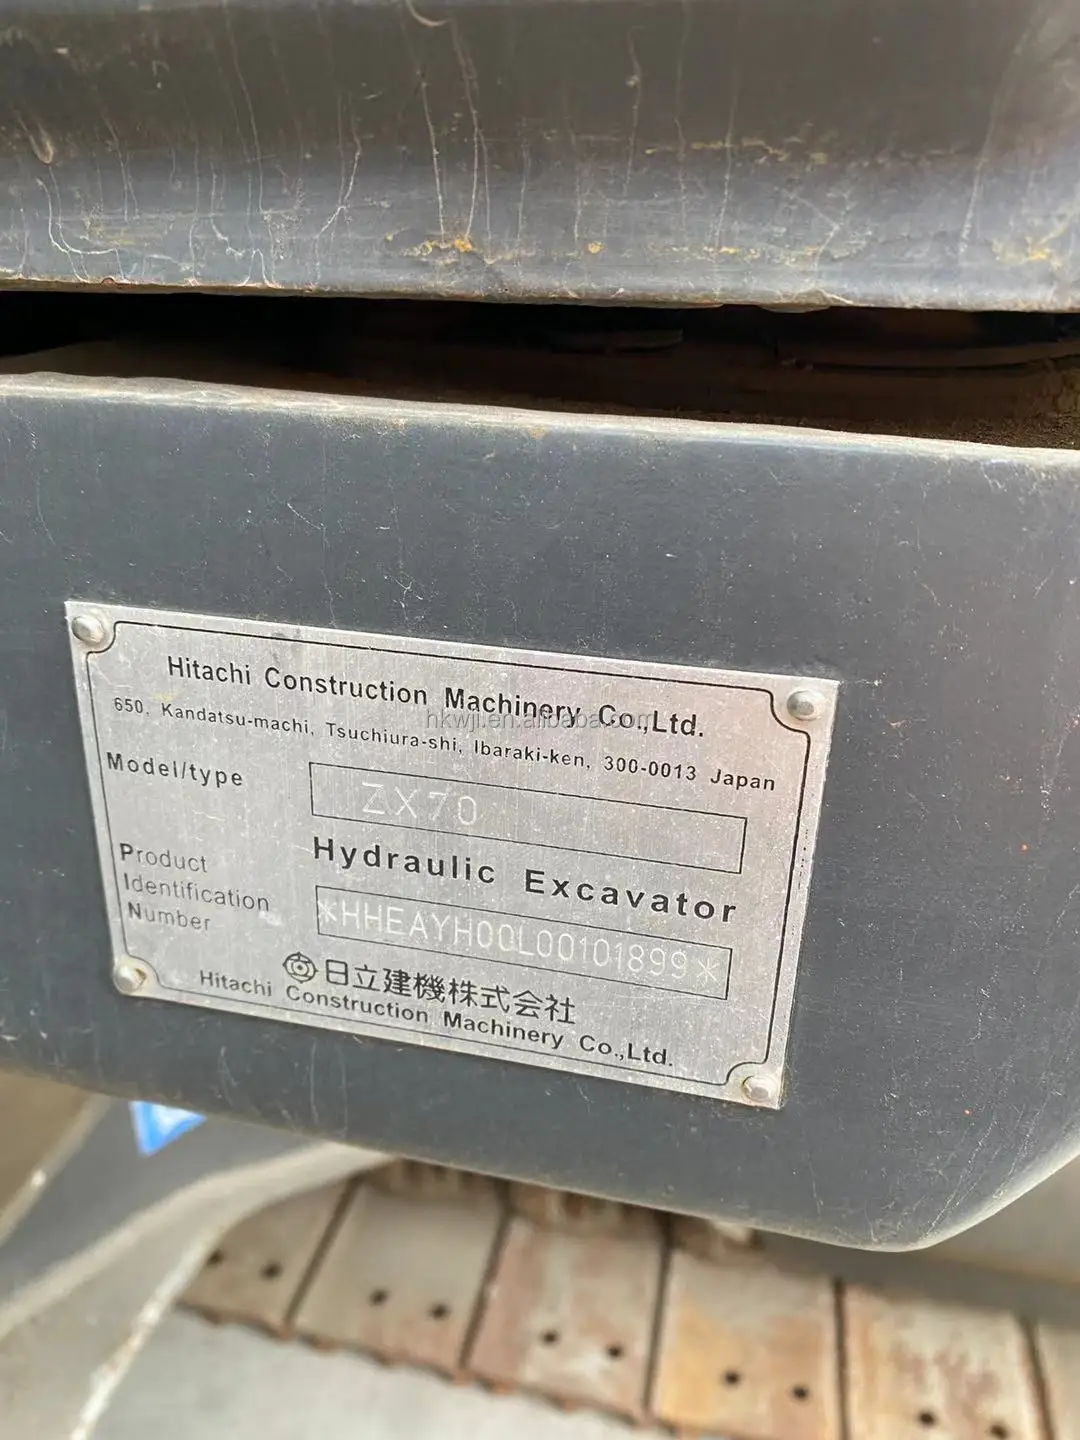 Hitachi Construction Machinery Co.,Ltd.
hkwjl.en.alibaba.com
650, Kandatsu-machi, Tsuchiura-shi, Ibaraki-ken, 300-0013 Japan
Model/type
ZX70
Hydraulic Excavator
Product
Identification
Number
*HHEAYH00L00101899*
日立建機株式会社
Hitachi Construction Machinery Co.,Ltd.